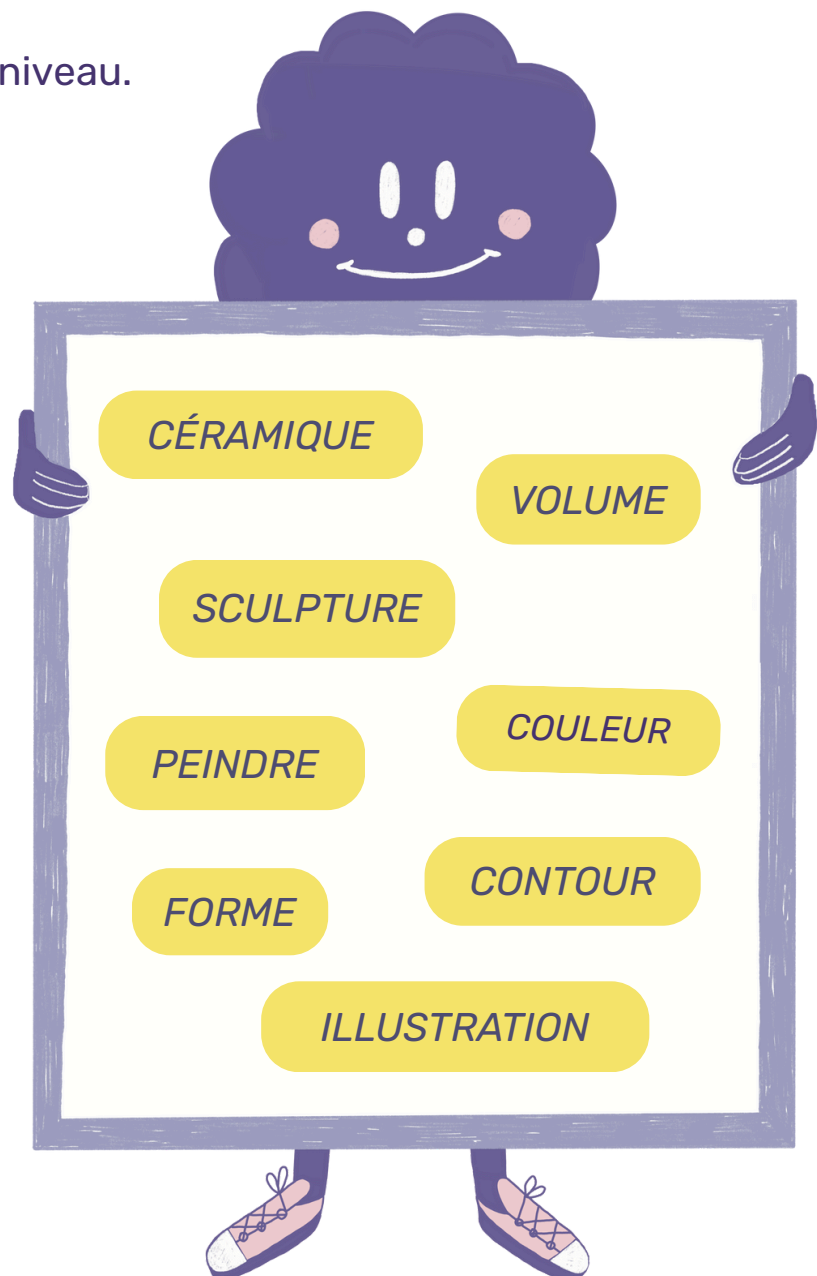 niveau.
CÉRAMIQUE
VOLUME
SCULPTURE
COULEUR
PEINDRE
CONTOUR
FORME
ILLUSTRATION